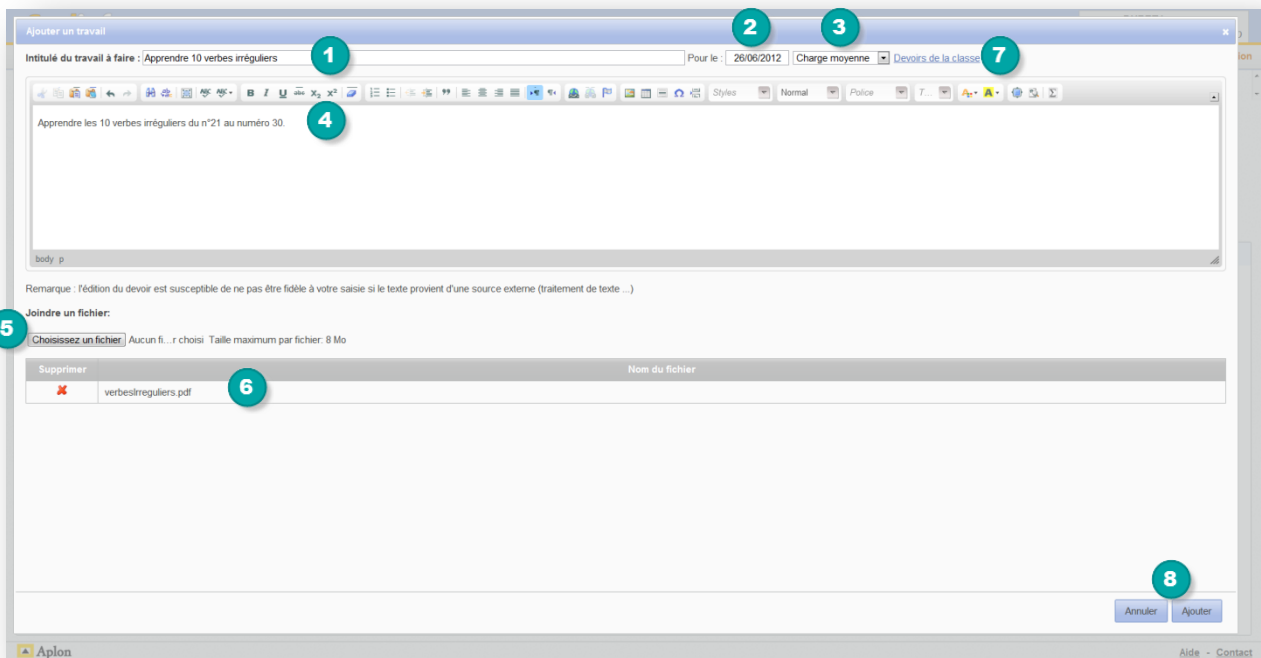 Ajouter un travail
2
3
Intitulé du travail à faire : Apprendre 10 verbes irréguliers 1 Pour le : 26/06/2012 Charge moyenne Devoirs de la classe 7
Styles Normal Police T...
Apprendre les 10 verbes irréguliers du n°21 au numéro 30. 4
body p
Remarque : l'édition du devoir est susceptible de ne pas être fidèle à votre saisie si le texte provient d'une source externe (traitement de texte ...)
Joindre un fichier:
5
Choisissez un fichier Aucun fi...r choisi Taille maximum par fichier: 8 Mo
Supprimer Nom du fichier
verbesIrreguliers.pdf 6
8
Annuler Ajouter
Aplon Aide - Contact